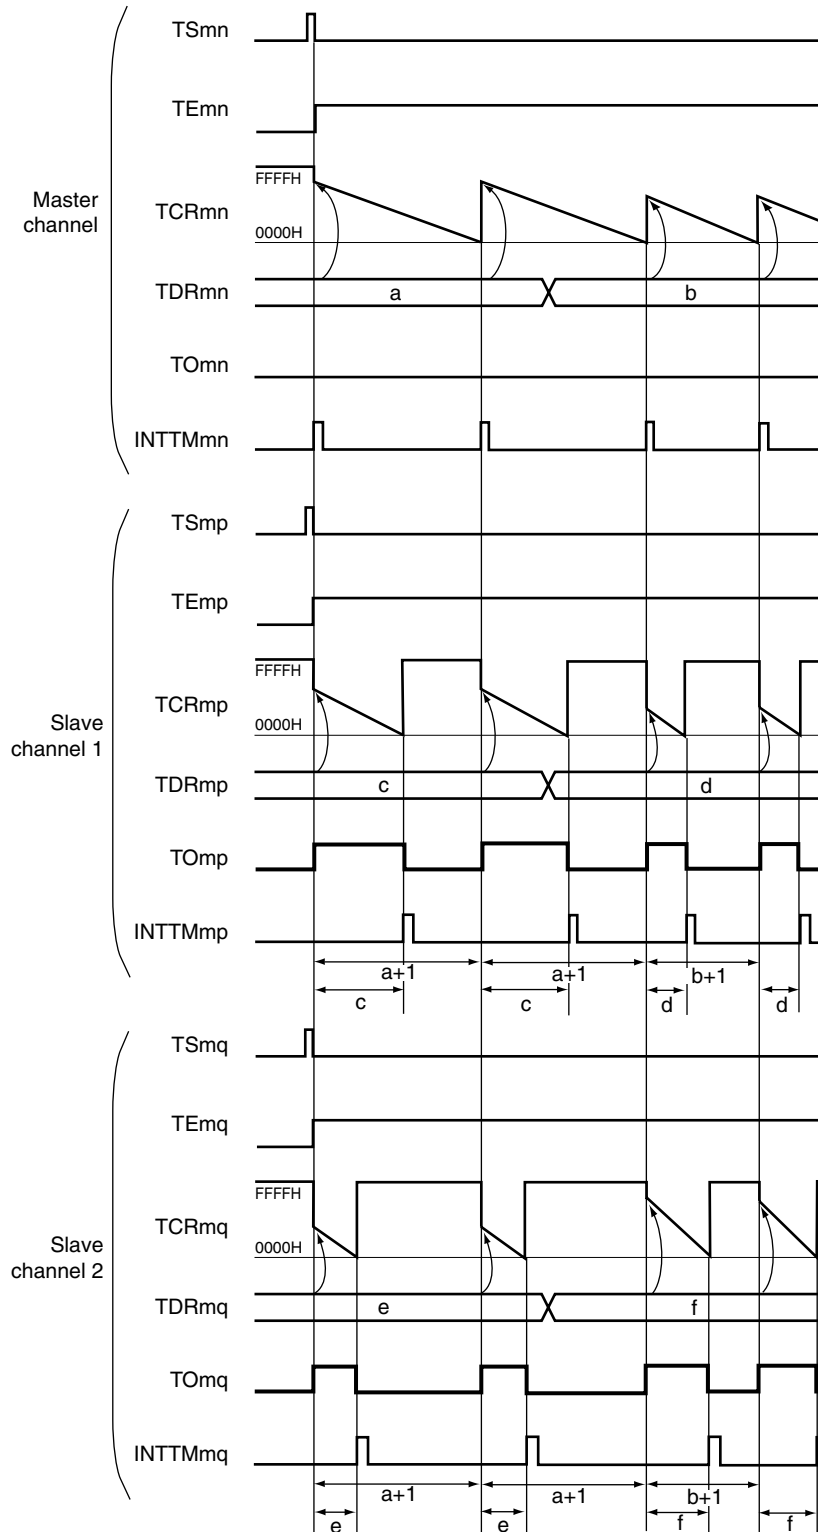 TSmn
TEmn
FFFFH
Master
channel
TCRmn
0000H
TDRmn
a
b
TOmn
INTTMmn
TSmp
TEmp
FFFFH
TCRmp
Slave
channel 1
0000H
TDRmp
c
d
TOmp
INTTMmp
a+1
a+1
b+1
c
c
d
d
TSmq
TEmq
FFFFH
TCRmq
Slave
channel 2
0000H
TDRmq
e
f
TOmq
INTTMmq
a+1
a+1
b+1
e
e
f
f